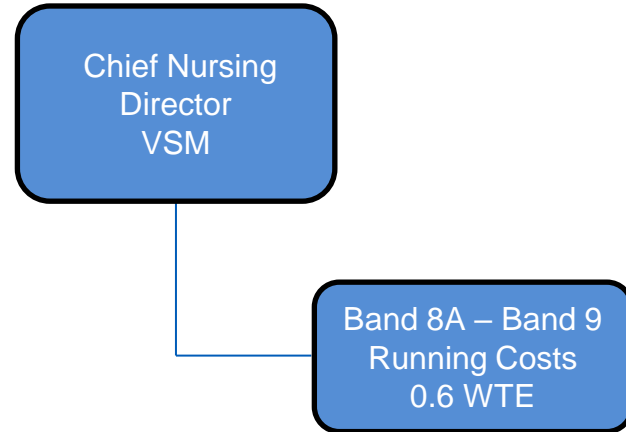 Chief Nursing
Director
VSM
Band 8A – Band 9
Running Costs
0.6 WTE